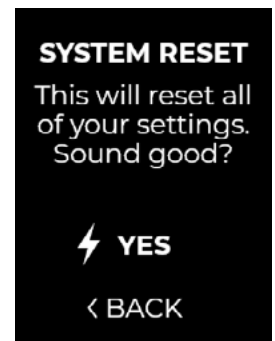 SYSTEM RESET
This will reset all
of your settings.
Sound good?
YES
< BACK